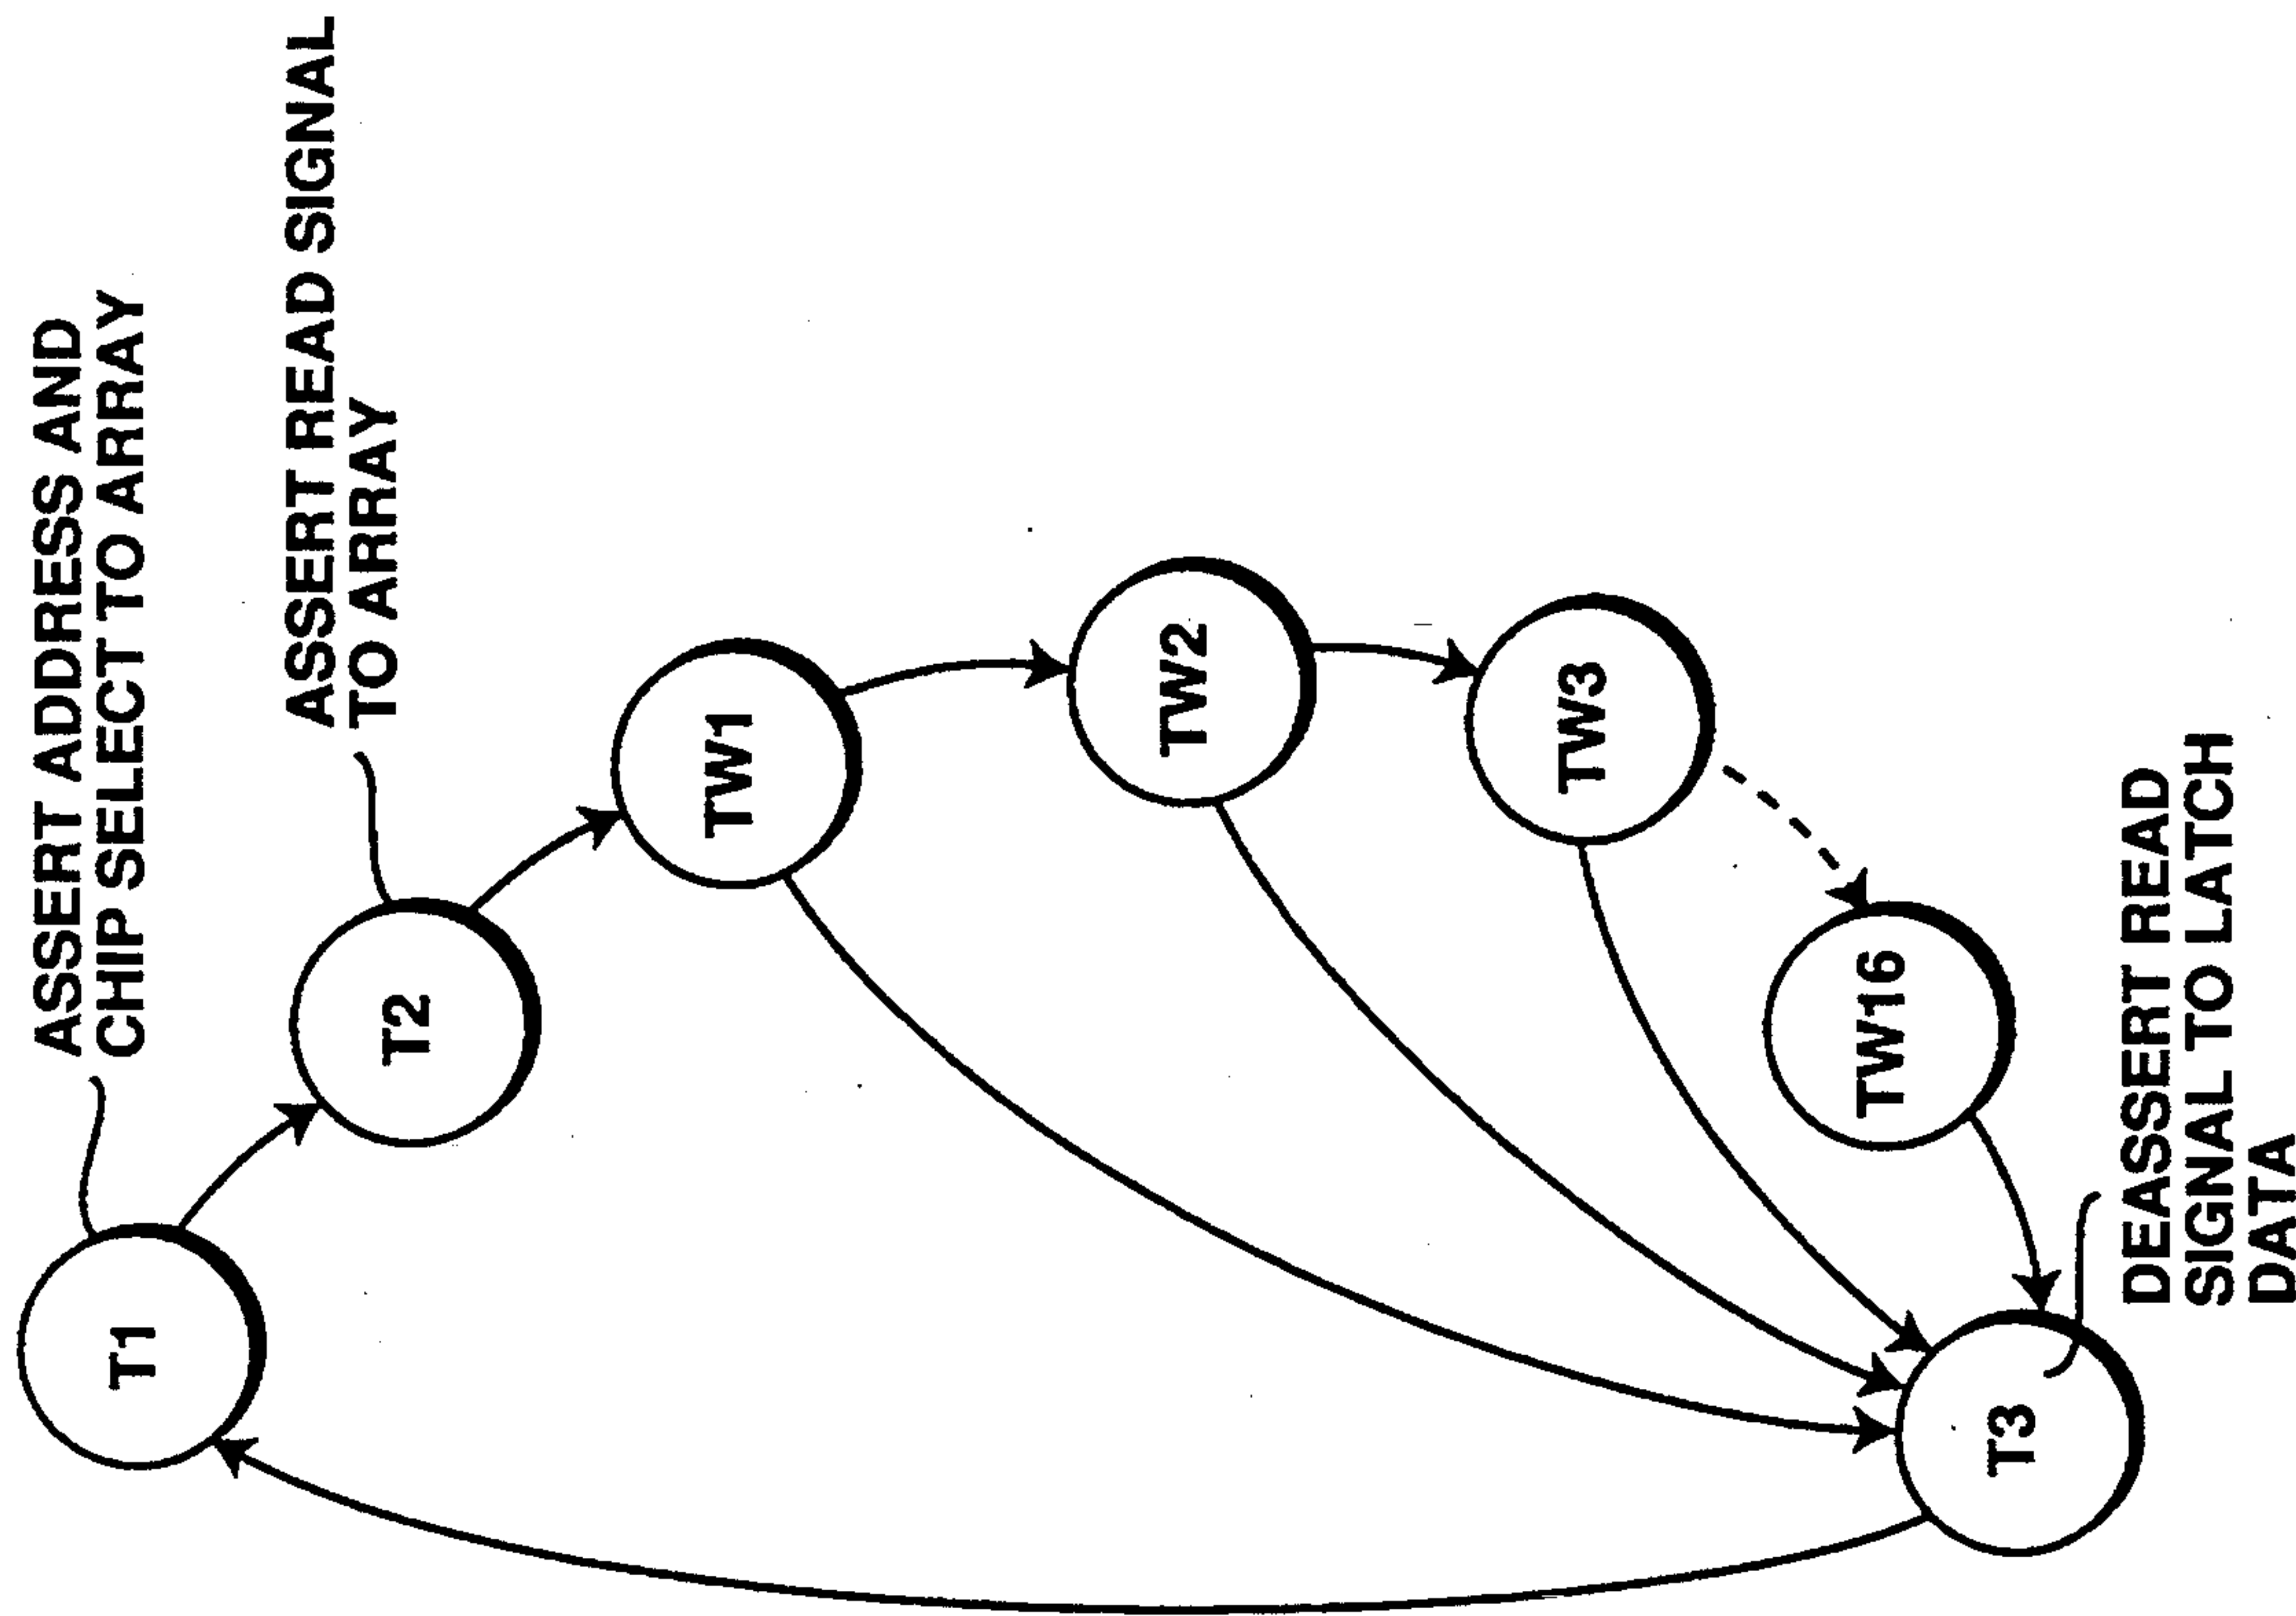 ASSERT ADDRESS AND
CHIP SELECT TO ARRAY
ASSERT READ SIGNAL
TO ARRAY
T1
T2
TW1
TW2
TW3
TW16
T3
DEASSERT READ
SIGNAL TO LATCH
DATA